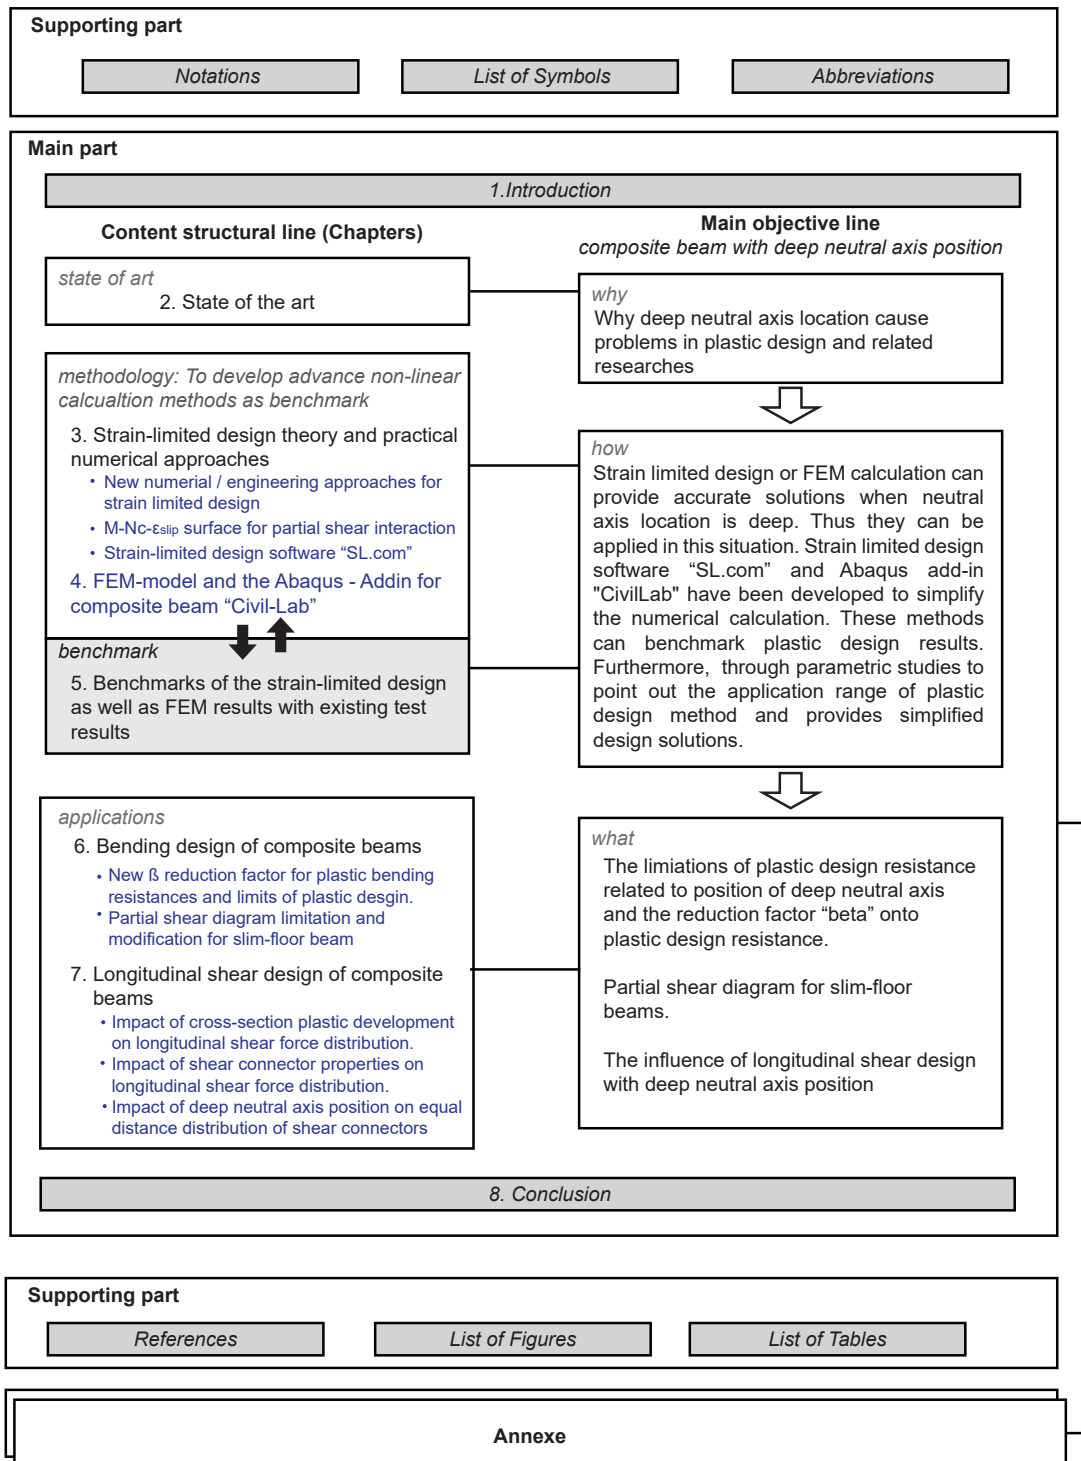 Supporting part
Notations
List of Symbols
Abbreviations
Main part
1.Introduction
Content structural line (Chapters)
Main objective line
composite beam with deep neutral axis position
state of art
2. State of the art
why
Why deep neutral axis location cause
problems in plastic design and related
researches
methodology: To develop advance non-linear
calcualtion methods as benchmark
3. Strain-limited design theory and practical
numerical approaches
• New numerial / engineering approaches for
strain limited design
• M-Nc-εslip surface for partial shear interaction
• Strain-limited design software “SL.com”
4. FEM-model and the Abaqus - Addin for
composite beam “Civil-Lab”
benchmark
5. Benchmarks of the strain-limited design
as well as FEM results with existing test
results
how
Strain limited design or FEM calculation can
provide accurate solutions when neutral
axis location is deep. Thus they can be
applied in this situation. Strain limited design
software “SL.com” and Abaqus add-in
"CivilLab" have been developed to simplify
the numerical calculation. These methods
can benchmark plastic design results.
Furthermore, through parametric studies to
point out the application range of plastic
design method and provides simplified
design solutions.
applications
6. Bending design of composite beams
• New ß reduction factor for plastic bending
resistances and limits of plastic desgin.
• Partial shear diagram limitation and
modification for slim-floor beam
7. Longitudinal shear design of composite
beams
• Impact of cross-section plastic development
on longitudinal shear force distribution.
• Impact of shear connector properties on
longitudinal shear force distribution.
• Impact of deep neutral axis position on equal
distance distribution of shear connectors
what
The limiations of plastic design resistance
related to position of deep neutral axis
and the reduction factor “beta” onto
plastic design resistance.
Partial shear diagram for slim-floor
beams.
The influence of longitudinal shear design
with deep neutral axis position
8. Conclusion
Supporting part
References
List of Figures
List of Tables
Annexe